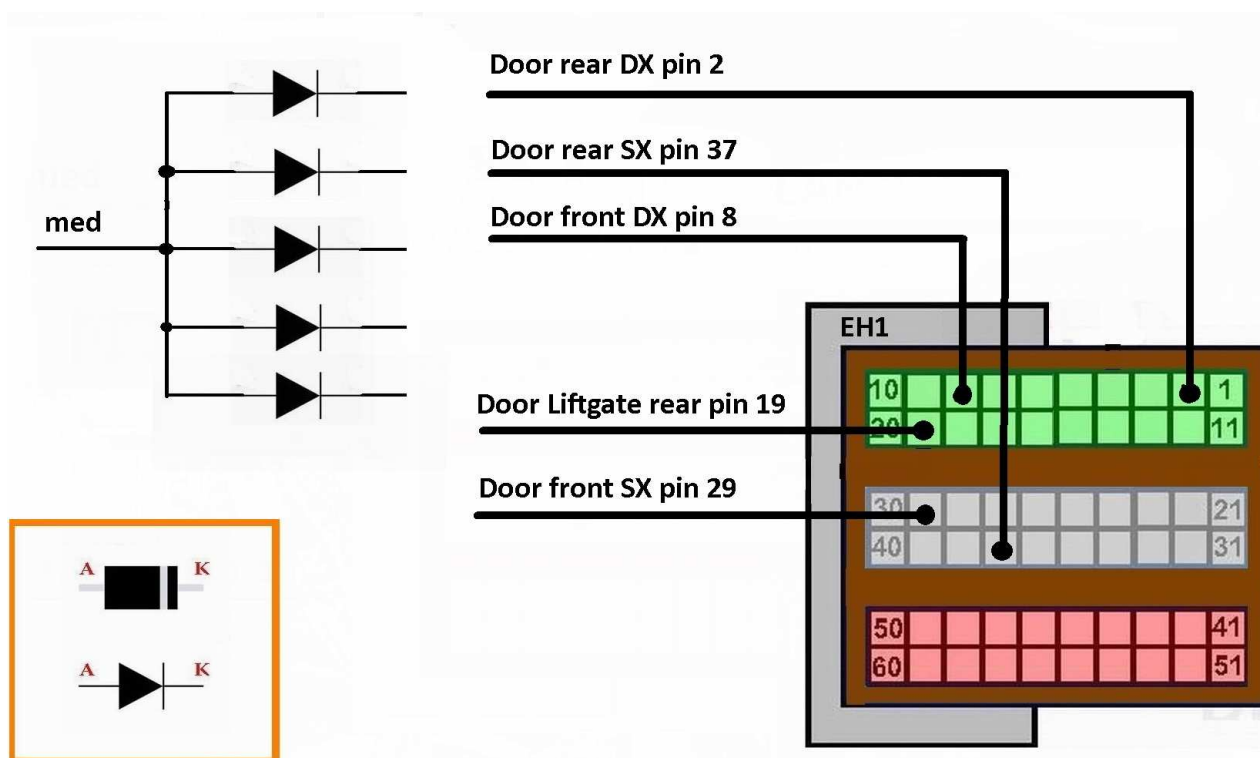 Door rear DX pin 2
Door rear SX pin 37
Door front DX pin 8
med
EH1
10 1
Door Liftgate rear pin 19
20 11
Door front SX pin 29
30 21
40 31
A K
50 41
60 51
A K